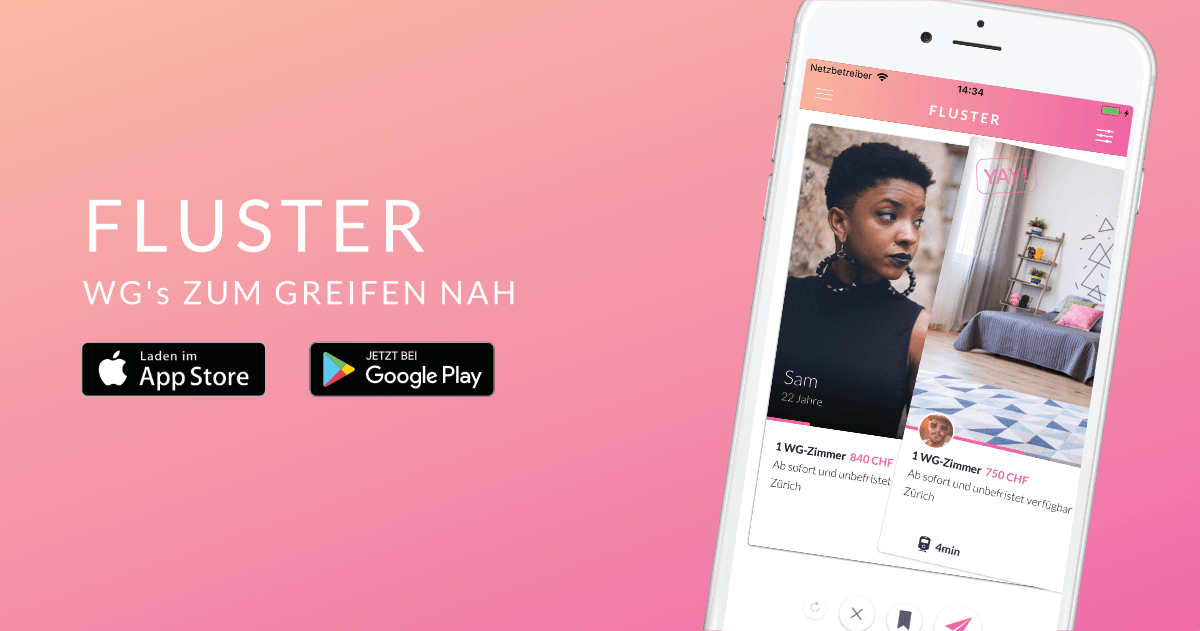 FLUSTER
WG's ZUM GREIFEN NAH
Laden im
App Store
JETZT BEI
Google Play
Netzbetreiber
14:34
FLUSTER
YAY!
Sam
22 Jahre
1 WG-Zimmer 840 CHF
Ab sofort und unbefristet
Zürich
1 WG-Zimmer 750 CHF
Ab sofort und unbefristet verfügbar
Zürich
4min